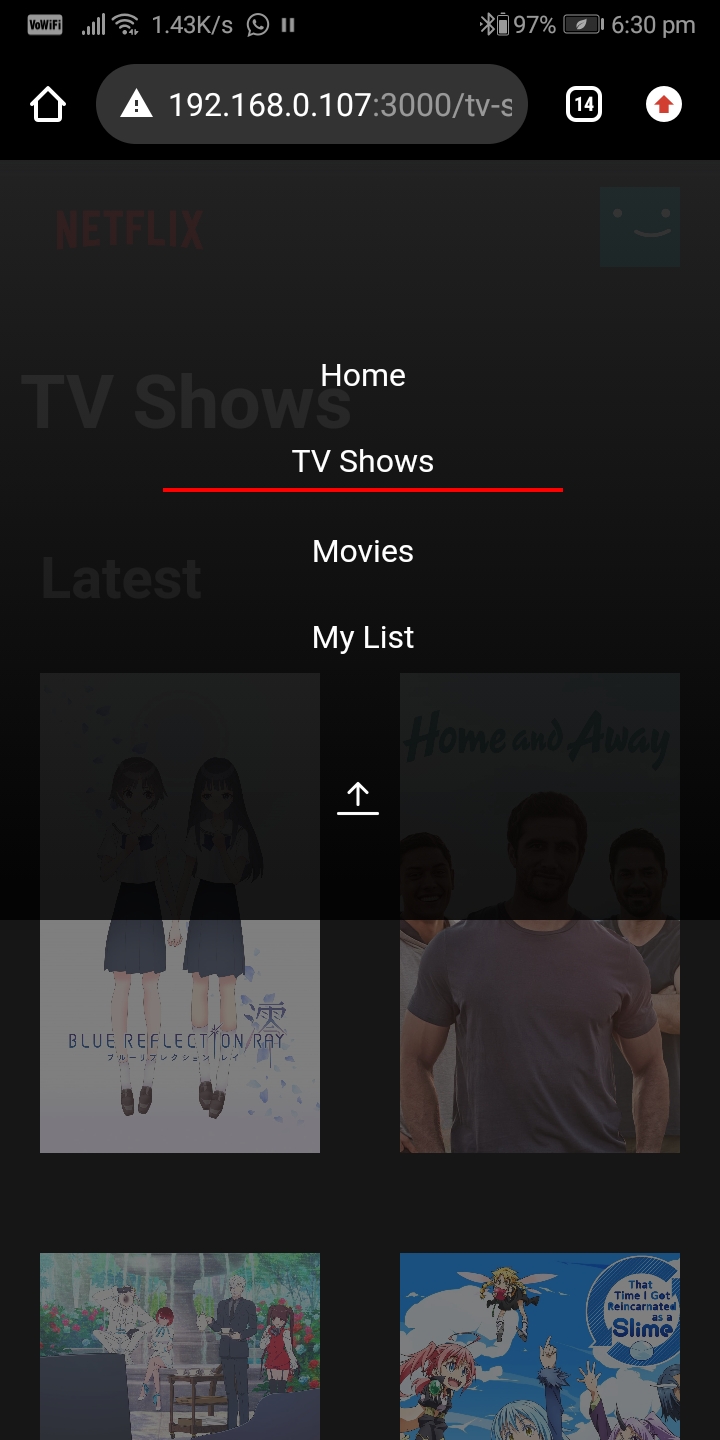 VoWiFi 1.43K/s 97% 6:30 pm
192.168.0.107:3000/tv-s
14
NETFLIX
Home
TV Shows
TV Shows
Movies
Latest
My List
Home and Away
BLUE REFLECTION RAY
澪
ブルーリフレクション レイ
That
Time I Got
Reincarnated
as a
Slime